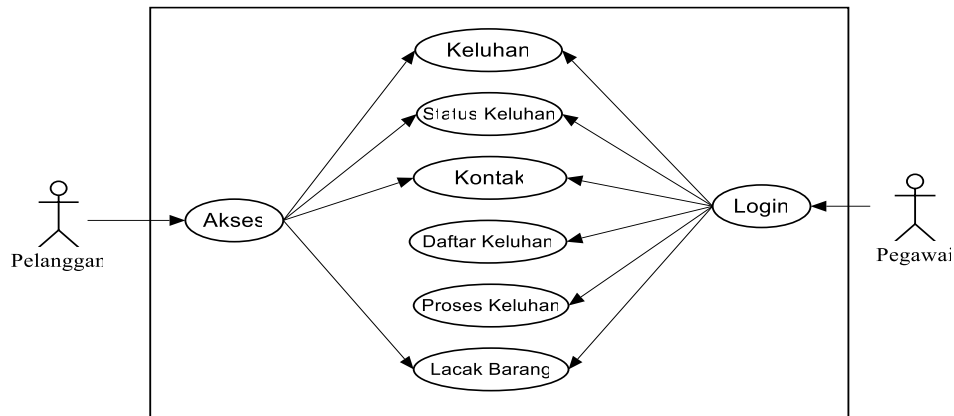 Keluhan
Status Keluhan
Kontak
Akses
Login
Daftar Keluhan
Pelanggan
Pegawai
Proses Keluhan
Lacak Barang